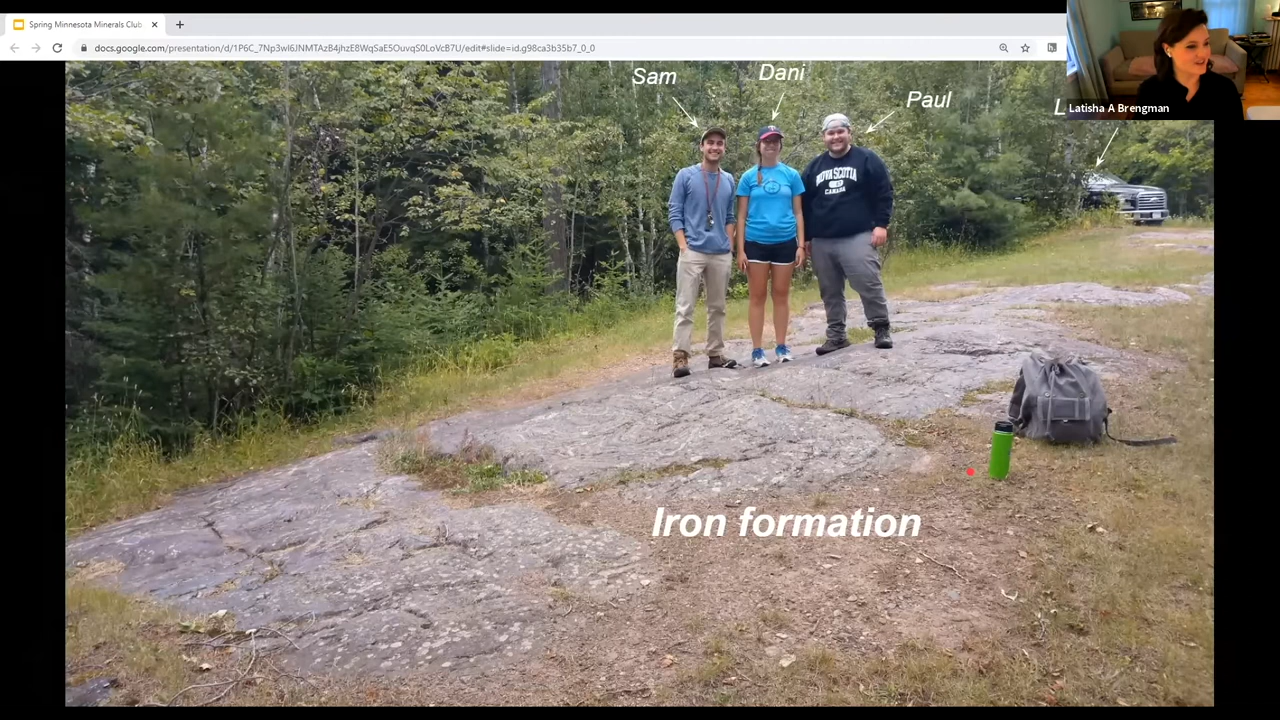 Spring Minnesota Minerals Club
docs.google.com/presentation/d/1P6C_7Np3wI6JNMTAzB4jhzE8WqSaE5OuvqS0LoVcB7U/edit#slide=id.g98ca3b35b7_0_0
Latisha A Brengman
Sam
Dani
Paul
L
NOVA SCOTIA
CANADA
Iron formation